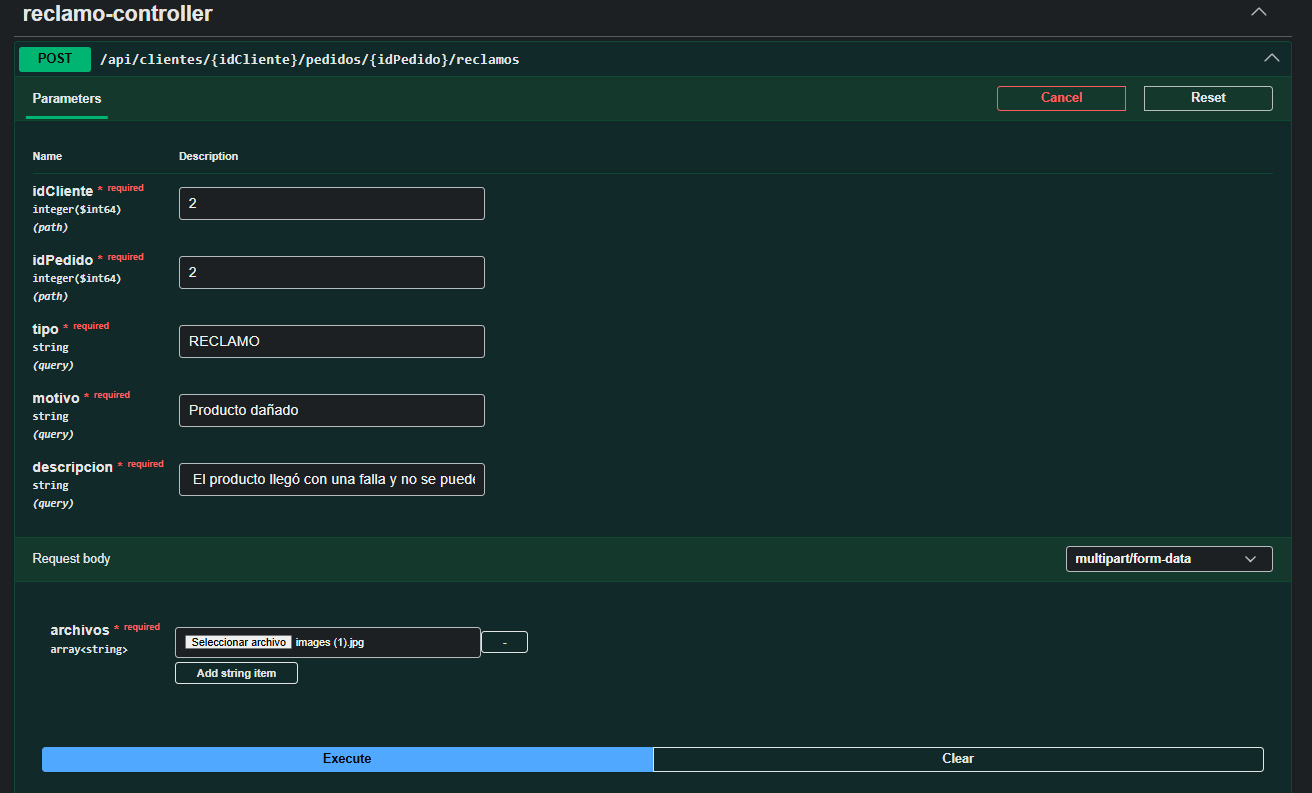 reclamo-controller
POST /api/clientes/{idCliente}/pedidos/{idPedido}/reclamos
Parameters Cancel Reset
Name Description
idCliente * required
integer($int64)
(path)
2
idPedido * required
integer($int64)
(path)
2
tipo * required
string
(query)
RECLAMO
motivo * required
string
(query)
Producto dañado
descripcion * required
string
(query)
El producto llegó con una falla y no se puede
Request body multipart/form-data
archivos * required
array<string>
Seleccionar archivo images (1).jpg -
Add string item
Execute Clear